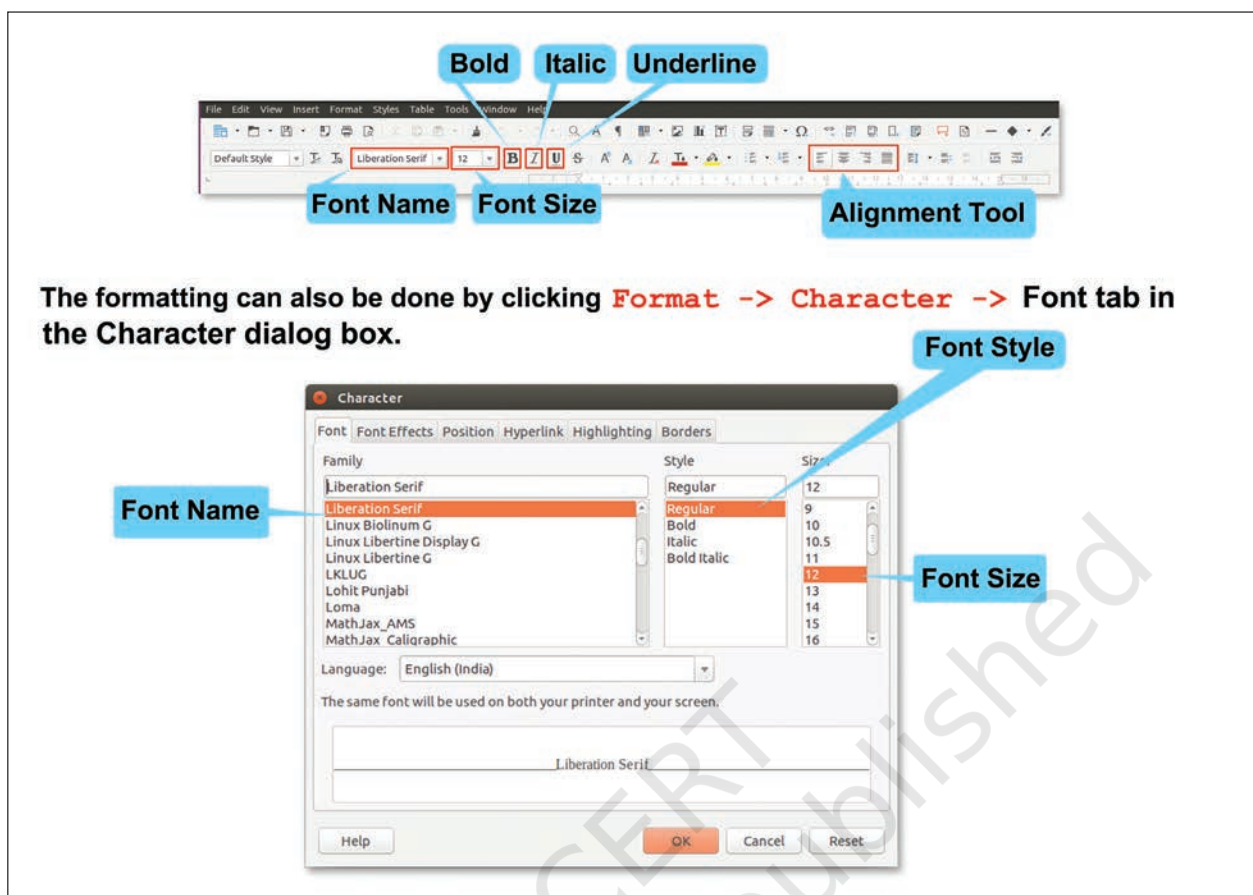 Bold Italic Underline
File Edit View Insert Format Styles Table Tools Window Help
Default Style Liberation Serif 12 B I U S
Font Name Font Size
Alignment Tool
The formatting can also be done by clicking Format -> Character -> Font tab in
the Character dialog box.
Font Style
Character
Font Font Effects Position Hyperlink Highlighting Borders
Family Style Size:
Liberation Serif Regular 12
Font Name
Liberation Serif Regular 9
Linux Biolinum G Bold 10
Linux Libertine Display G Italic 10.5
Linux Libertine G Bold Italic 11
LKLUG 12
Font Size
Lohit Punjabi 13
Loma 14
MathJax_AMS 15
MathJax_Caligraphic 16
Language: English (India)
The same font will be used on both your printer and your screen.
Liberation Serif
Help OK Cancel Reset